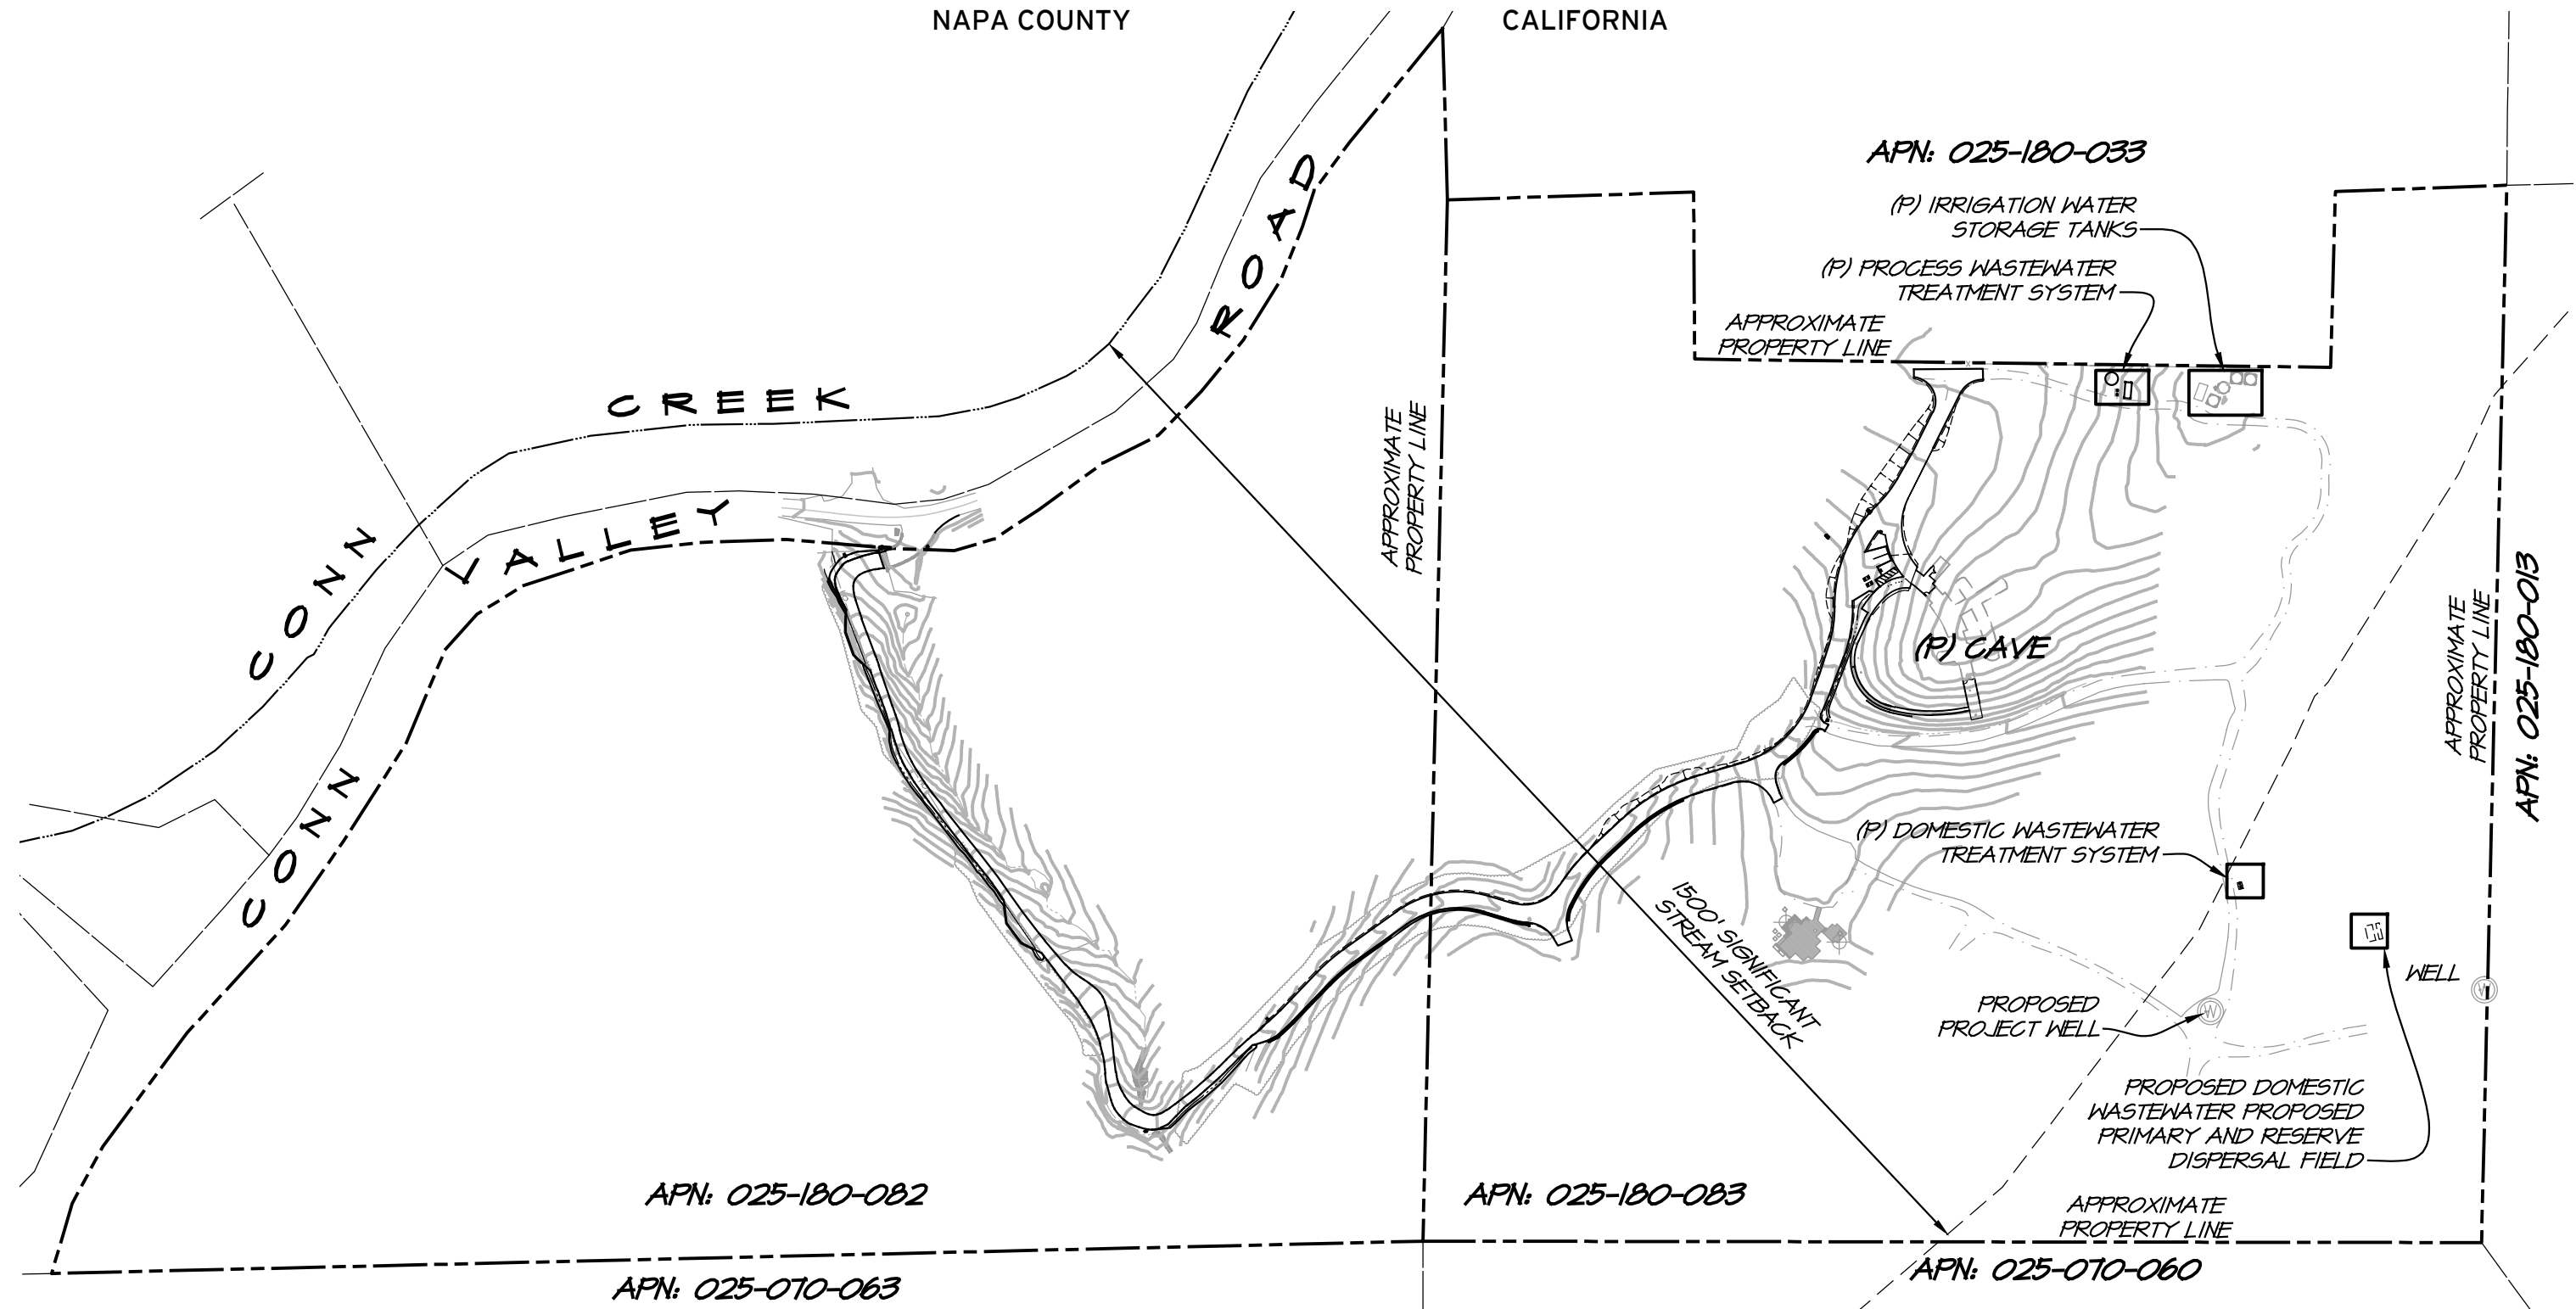 NAPA COUNTY
CALIFORNIA
APN: 025-180-033
(P) IRRIGATION WATER
STORAGE TANKS
(P) PROCESS WASTEWATER
TREATMENT SYSTEM
APPROXIMATE
PROPERTY LINE
CONN CREEK
CONN VALLEY ROAD
APPROXIMATE
PROPERTY LINE
(P) CAVE
APPROXIMATE
PROPERTY LINE
APN: 025-180-013
(P) DOMESTIC WASTEWATER
TREATMENT SYSTEM
1500' SIGNIFICANT
STREAM SETBACK
WELL
W
PROPOSED
PROJECT WELL
W
PROPOSED DOMESTIC
WASTEWATER PROPOSED
PRIMARY AND RESERVE
DISPERSAL FIELD
APN: 025-180-082
APN: 025-180-083
APPROXIMATE
PROPERTY LINE
APN: 025-070-063
APN: 025-070-060